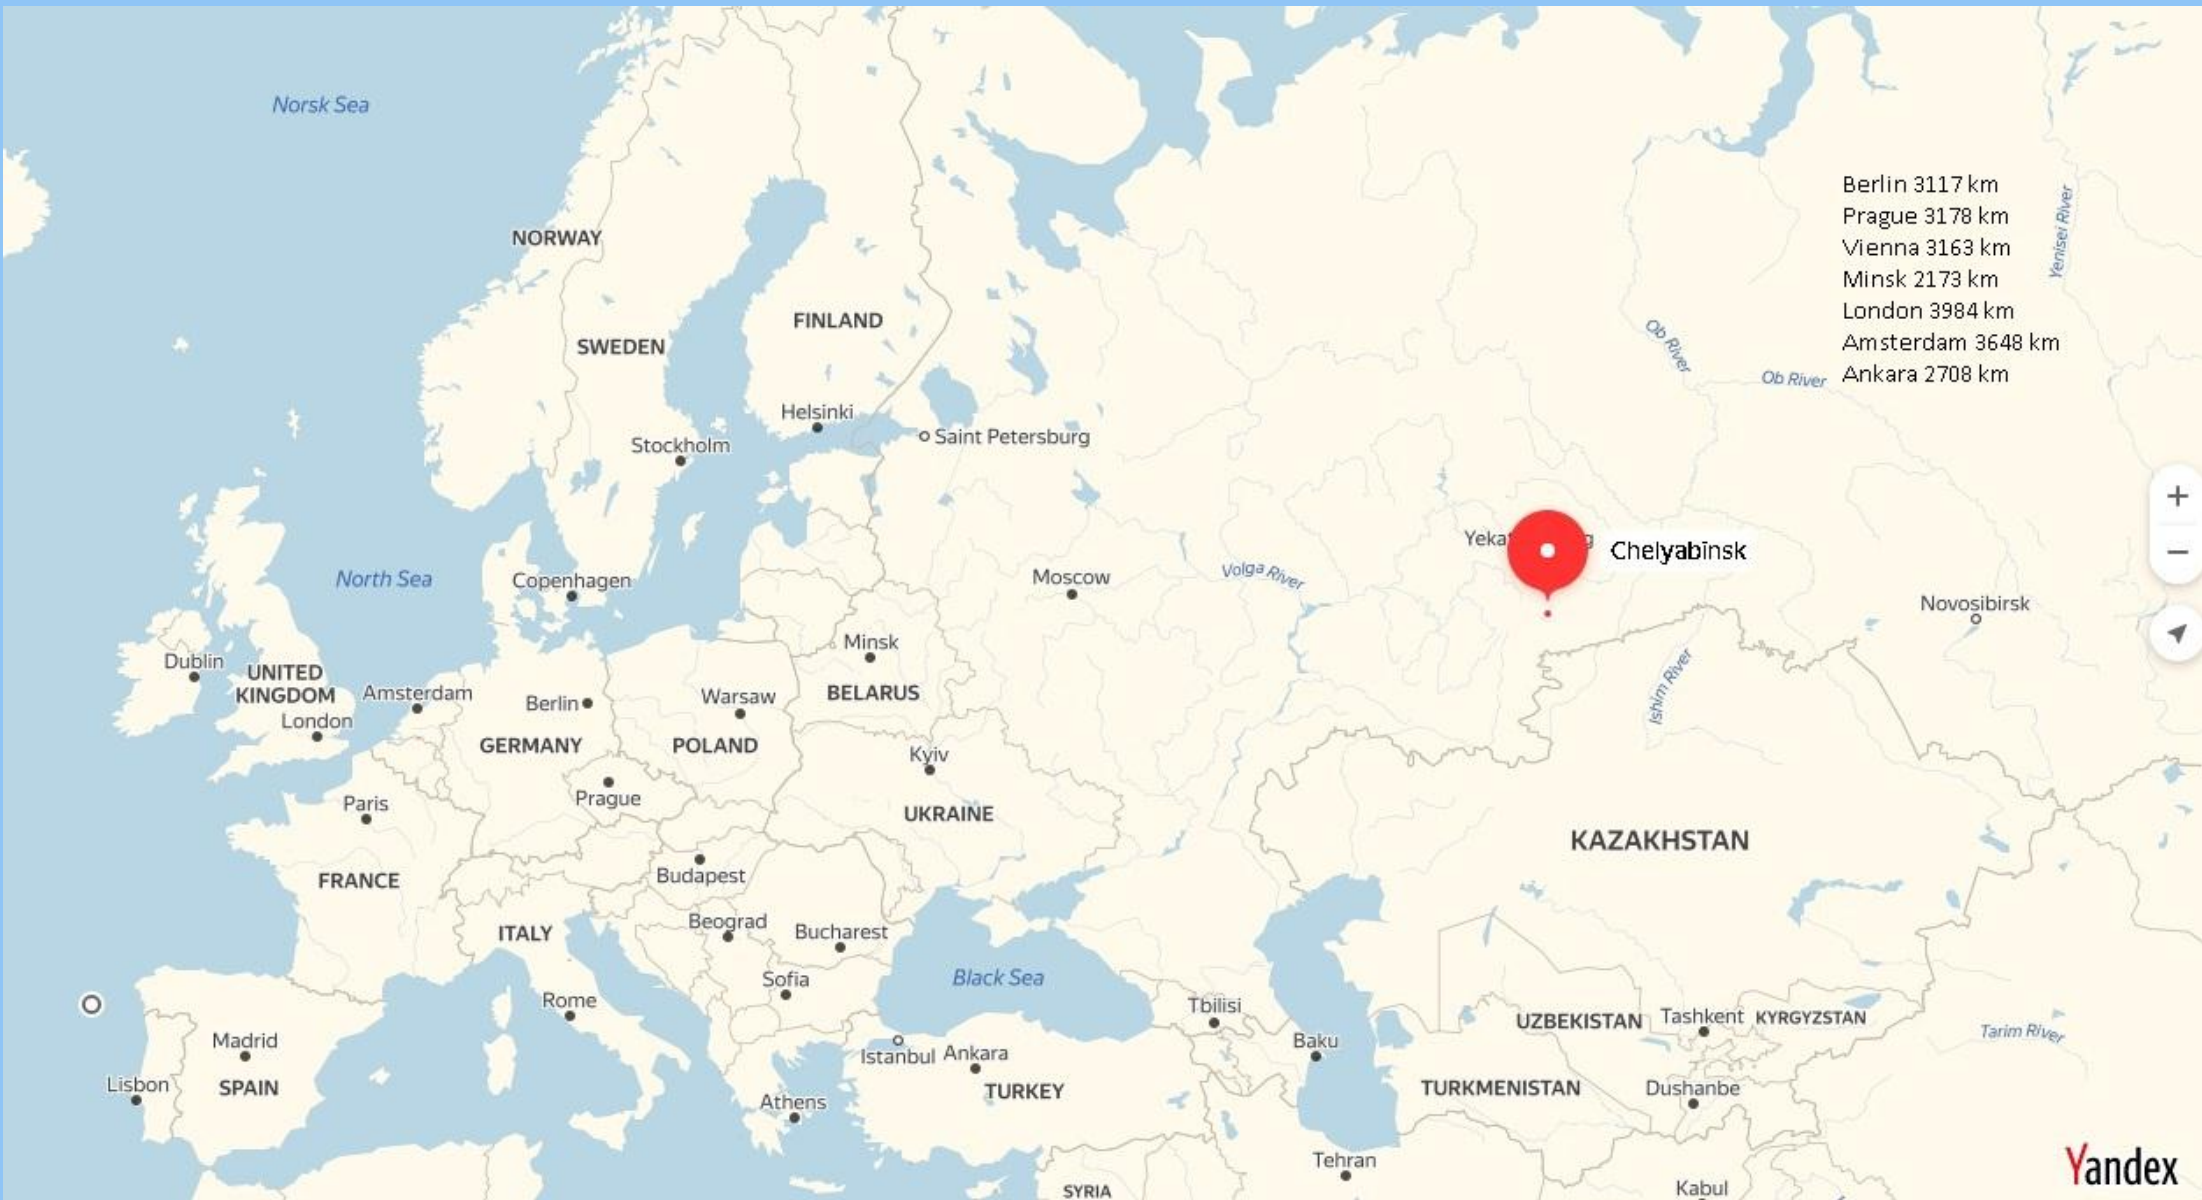 Norsk Sea
Berlin 3117 km
Prague 3178 km
Vienna 3163 km
Minsk 2173 km
London 3984 km
Amsterdam 3648 km
Ankara 2708 km
Yenisei River
NORWAY
FINLAND
SWEDEN
Ob River
Ob River
Helsinki
Stockholm
Saint Petersburg
Chelyabinsk
Volga River
North Sea
Copenhagen
Moscow
Novosibirsk
Minsk
Dublin
UNITED
KINGDOM
Amsterdam
Berlin
Warsaw
BELARUS
Ishim River
London
GERMANY
POLAND
Kyiv
Prague
Paris
UKRAINE
KAZAKHSTAN
FRANCE
Budapest
Beograd
Bucharest
ITALY
Sofia
Black Sea
Rome
Tbilisi
UZBEKISTAN
Tashkent
KYRGYZSTAN
Tarim River
Madrid
Baku
Istanbul
Ankara
Lisbon
SPAIN
TURKEY
TURKMENISTAN
Dushanbe
Athens
Tehran
Yandex
SYRIA
Kabul